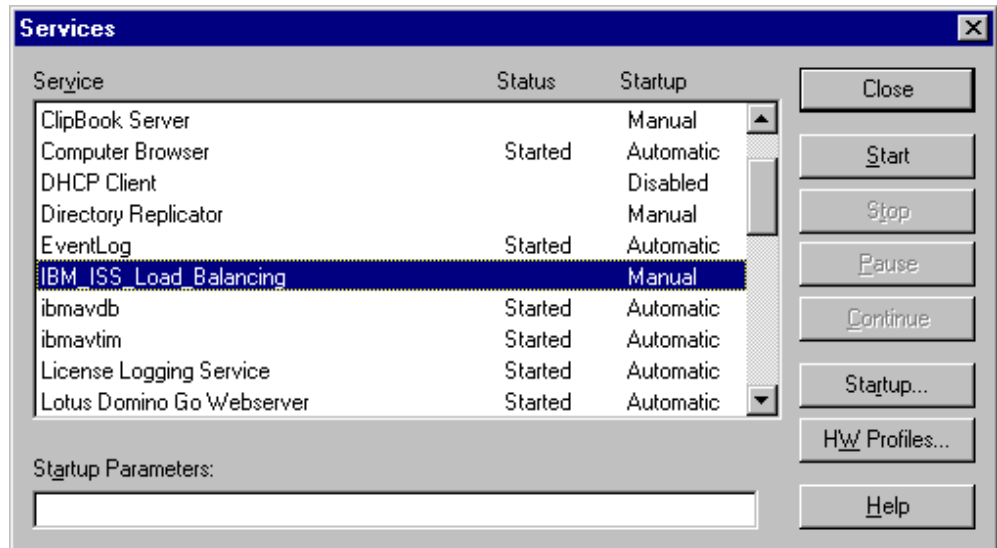 Services
Service Status Startup
ClipBook Server Manual
Computer Browser Started Automatic
DHCP Client Disabled
Directory Replicator Manual
EventLog Started Automatic
IBM_ISS_Load_Balancing Manual
ibmavdb Started Automatic
ibmavtim Started Automatic
License Logging Service Started Automatic
Lotus Domino Go Webserver Started Automatic
Startup Parameters:
Close
Start
Stop
Pause
Continue
Startup...
HW Profiles...
Help